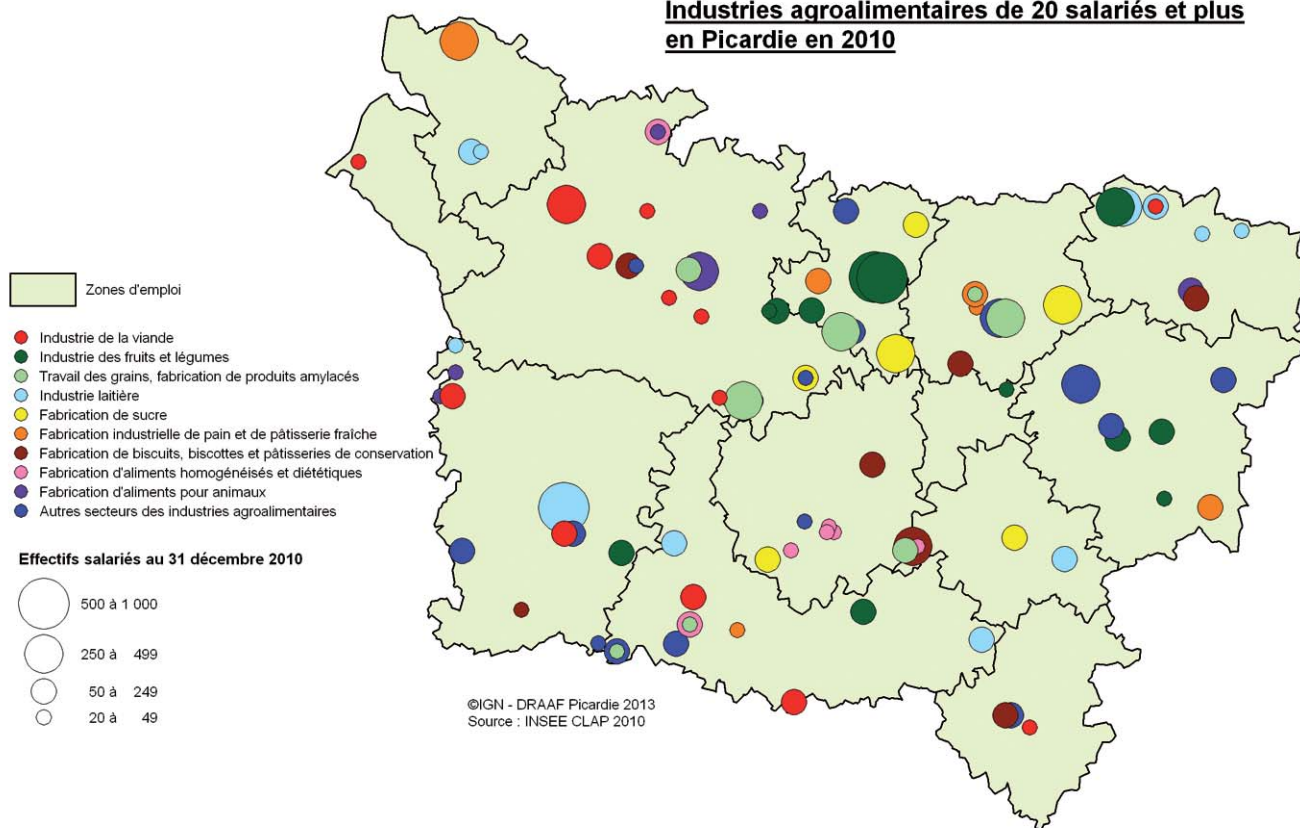 Industries agroalimentaires de 20 salariés et plus
en Picardie en 2010
Zones d'emploi
Industrie de la viande
Industrie des fruits et légumes
Travail des grains, fabrication de produits amylacés
Industrie laitière
Fabrication de sucre
Fabrication industrielle de pain et de pâtisserie fraîche
Fabrication de biscuits, biscottes et pâtisseries de conservation
Fabrication d'aliments homogénéisés et diététiques
Fabrication d'aliments pour animaux
Autres secteurs des industries agroalimentaires
Effectifs salariés au 31 décembre 2010
500 à 1 000
250 à 499
50 à 249
20 à 49
©IGN - DRAAF Picardie 2013
Source : INSEE CLAP 2010